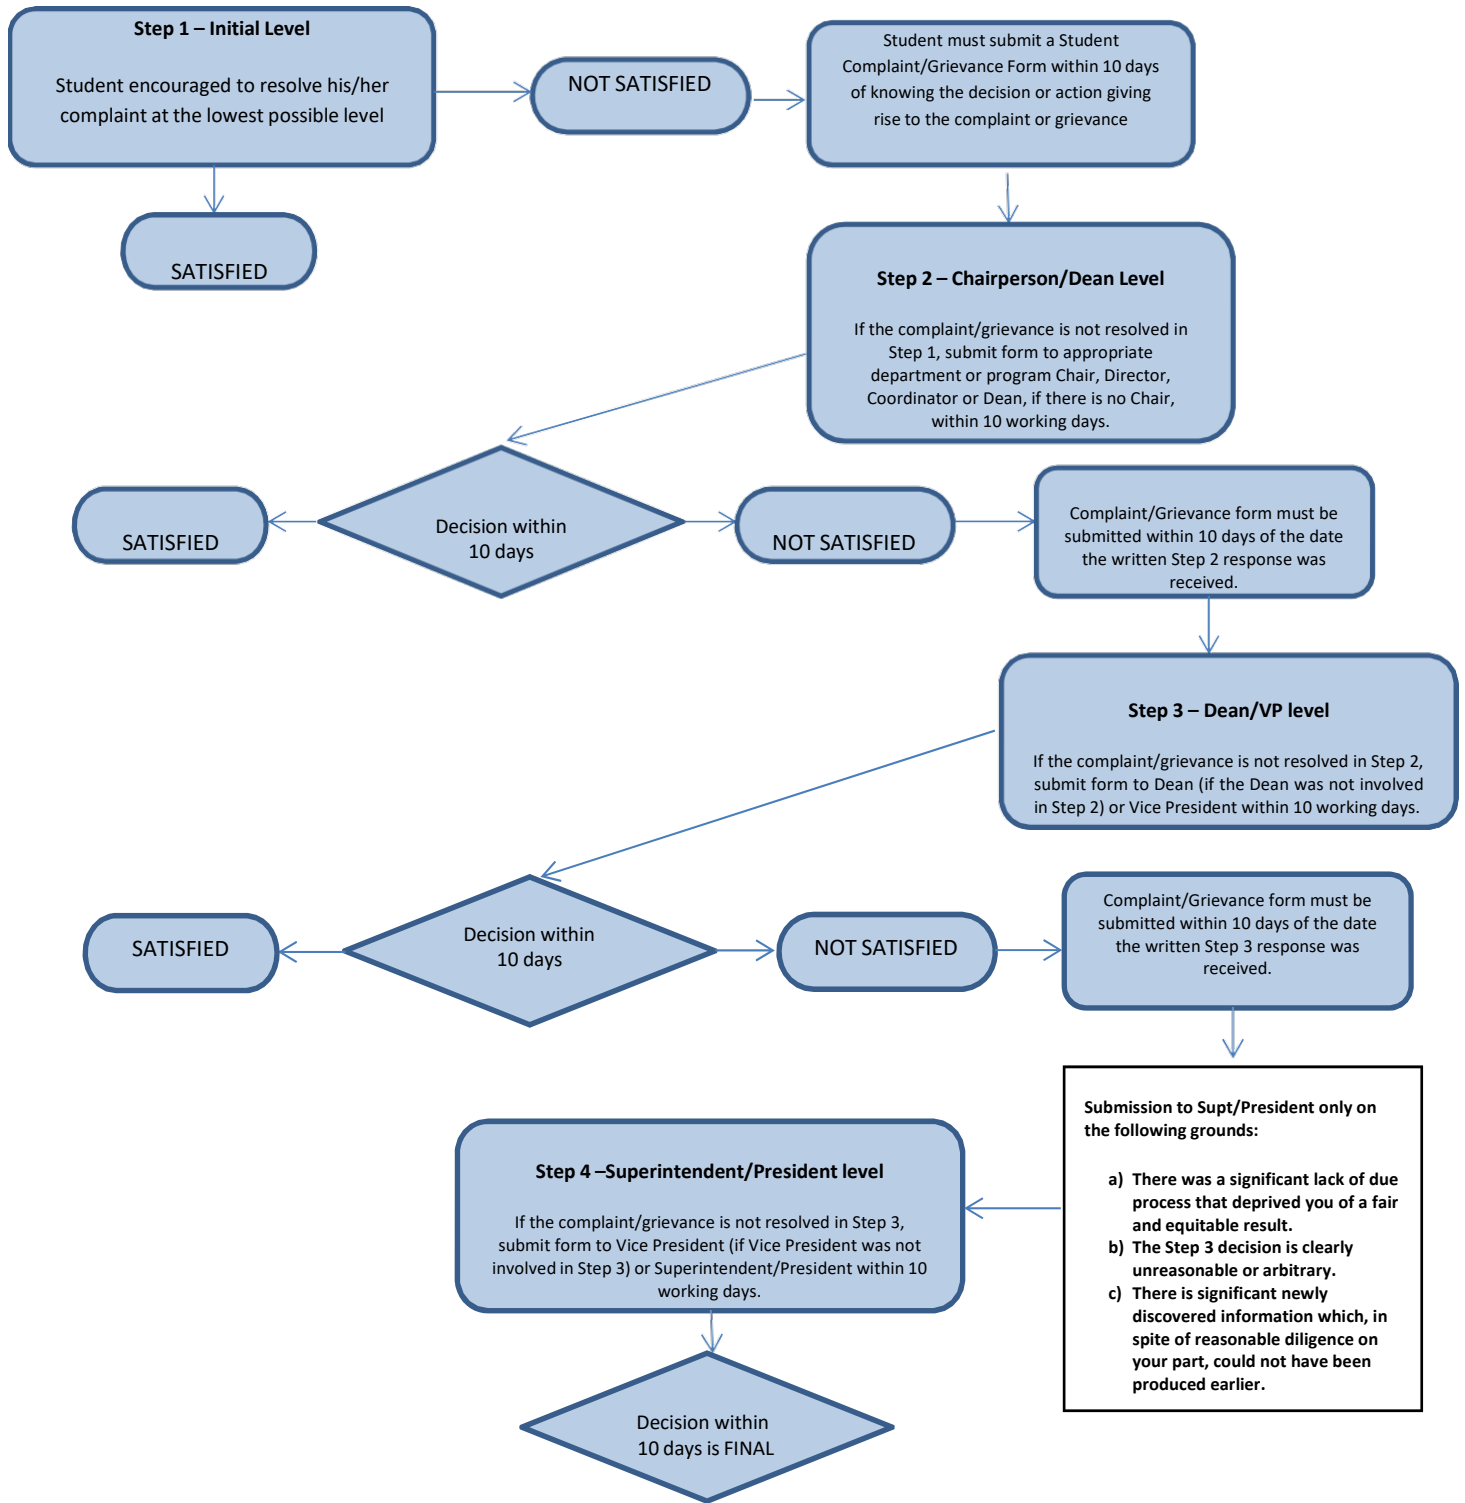 Step 1 – Initial Level
Student encouraged to resolve his/her
complaint at the lowest possible level
NOT SATISFIED
Student must submit a Student
Complaint/Grievance Form within 10 days
of knowing the decision or action giving
rise to the complaint or grievance
SATISFIED
Step 2 – Chairperson/Dean Level
If the complaint/grievance is not resolved in
Step 1, submit form to appropriate
department or program Chair, Director,
Coordinator or Dean, if there is no Chair,
within 10 working days.
Decision within
10 days
SATISFIED
NOT SATISFIED
Complaint/Grievance form must be
submitted within 10 days of the date
the written Step 2 response was
received.
Step 3 – Dean/VP level
If the complaint/grievance is not resolved in Step 2,
submit form to Dean (if the Dean was not involved
in Step 2) or Vice President within 10 working days.
Decision within
10 days
SATISFIED
NOT SATISFIED
Complaint/Grievance form must be
submitted within 10 days of the date
the written Step 3 response was
received.
Submission to Supt/President only on
the following grounds:
a) There was a significant lack of due
process that deprived you of a fair
and equitable result.
b) The Step 3 decision is clearly
unreasonable or arbitrary.
c) There is significant newly
discovered information which, in
spite of reasonable diligence on
your part, could not have been
produced earlier.
Step 4 –Superintendent/President level
If the complaint/grievance is not resolved in Step 3,
submit form to Vice President (if Vice President was not
involved in Step 3) or Superintendent/President within 10
working days.
Decision within
10 days is FINAL